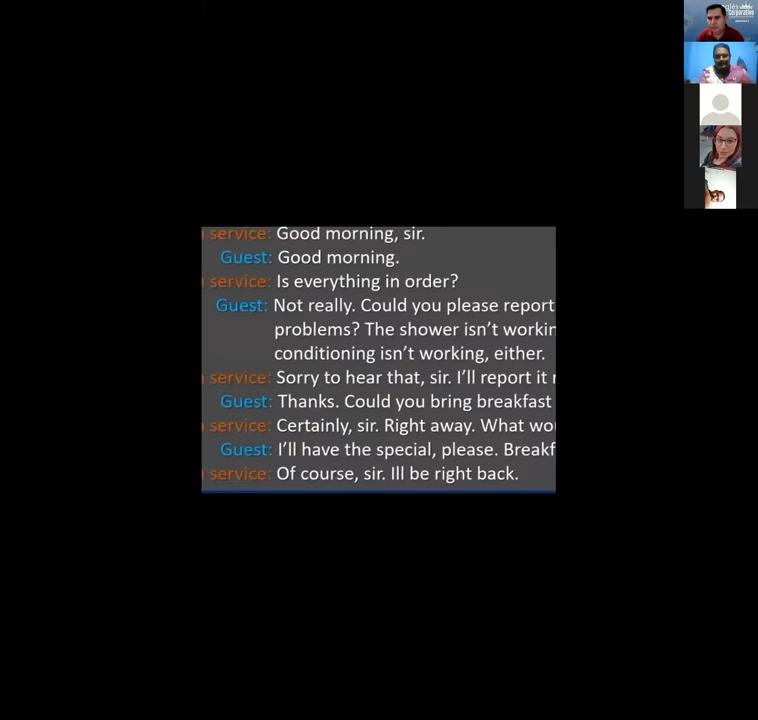 service: Good morning, sir.
Guest: Good morning.
service: Is everything in order?
Guest: Not really. Could you please report
problems? The shower isn't
conditioning isn't working, either.
service: Sorry to hear that, sir. I'll report it
Guest: Thanks. Could you bring breakfast
service: Certainly, sir. Right away. What
Guest: I'll have the special, please.
service: Of course, sir. Ill be right back.